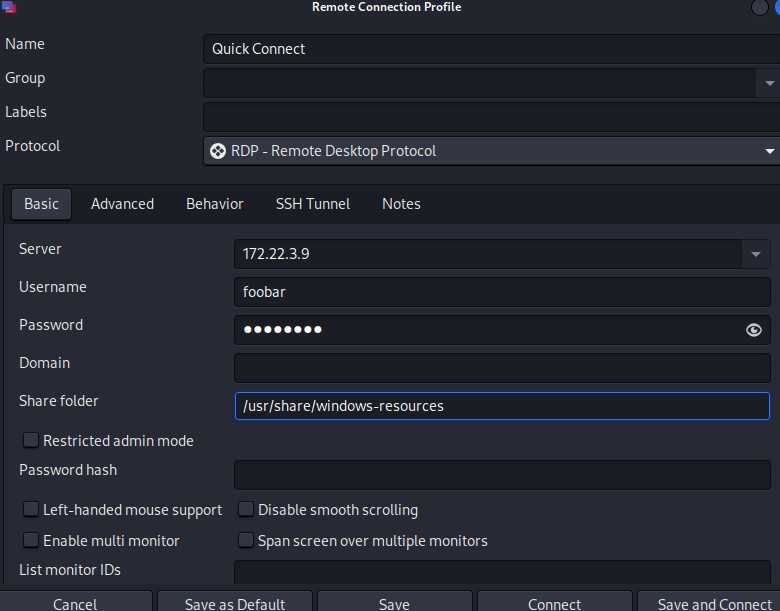 Remote Connection Profile
Name Quick Connect
Group
Labels
Protocol RDP - Remote Desktop Protocol
Basic Advanced Behavior SSH Tunnel Notes
Server 172.22.3.9
Username foobar
Password ●●●●●●●●
Domain
Share folder /usr/share/windows-resources
Restricted admin mode
Password hash
Left-handed mouse support Disable smooth scrolling
Enable multi monitor Span screen over multiple monitors
List monitor IDs
Cancel Save as Default Save Connect Save and Connect